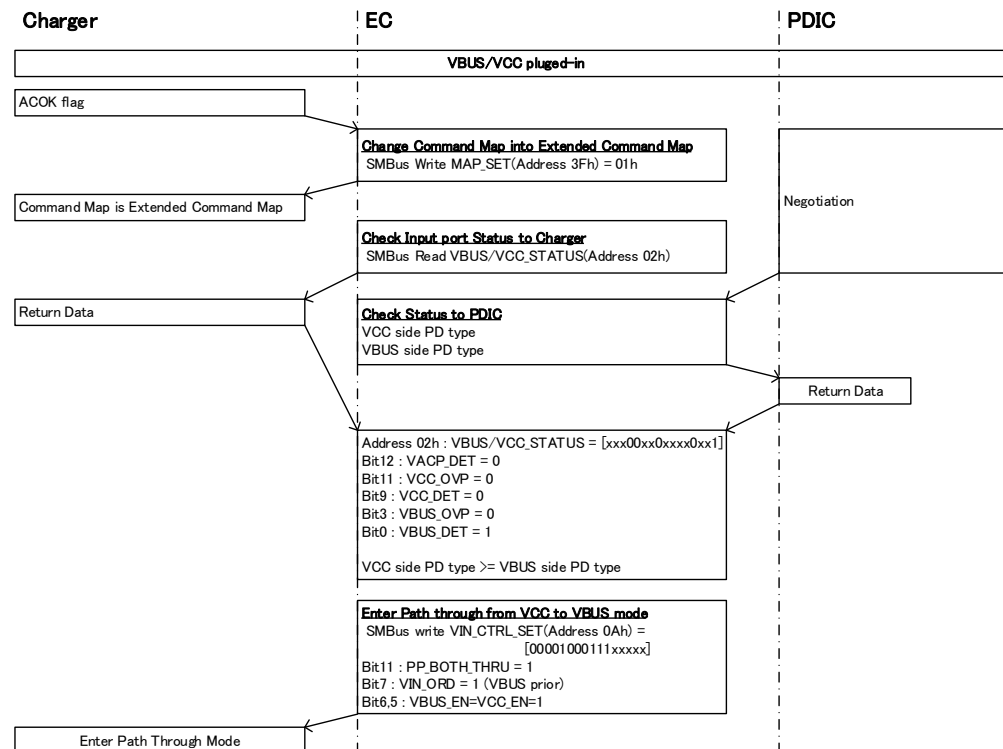 Charger
EC
PDIC
VBUS/VCC pluged-in
ACOK flag
Change Command Map into Extended Command Map
SMBus Write MAP_SET(Address 3Fh) = 01h
Command Map is Extended Command Map
Negotiation
Check Input port Status to Charger
SMBus Read VBUS/VCC_STATUS(Address 02h)
Return Data
Check Status to PDIC
VCC side PD type
VBUS side PD type
Return Data
Address 02h : VBUS/VCC_STATUS = [xxx00xx0xxxx0xx1]
Bit12 : VACP_DET = 0
Bit11 : VCC_OVP = 0
Bit9 : VCC_DET = 0
Bit3 : VBUS_OVP = 0
Bit0 : VBUS_DET = 1
VCC side PD type >= VBUS side PD type
Enter Path through from VCC to VBUS mode
SMBus write VIN_CTRL_SET(Address 0Ah) =
[00001000111xxxxx]
Bit11 : PP_BOTH_THRU = 1
Bit7 : VIN_ORD = 1 (VBUS prior)
Bit6,5 : VBUS_EN=VCC_EN=1
Enter Path Through Mode